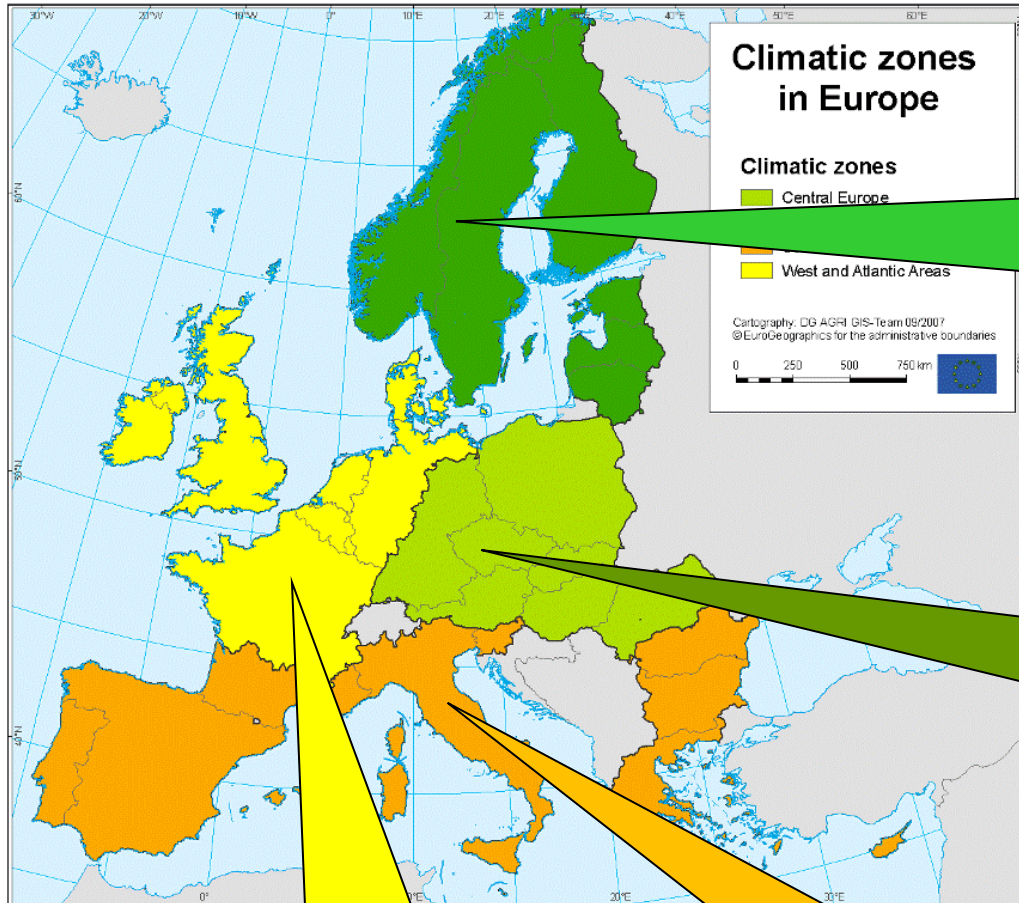 30°W
20°W
10°W
0°
10°E
20°E
30°E
40°E
50°E
60°E
Climatic zones
in Europe
Climatic zones
Central Europe
West and Atlantic Areas
Cartography: DG AGRI GIS-Team 09/2007
© EuroGeographics for the administrative boundaries
0 250 500 750 km
60°N
50°N
40°N
0°
10°E
20°E
30°E